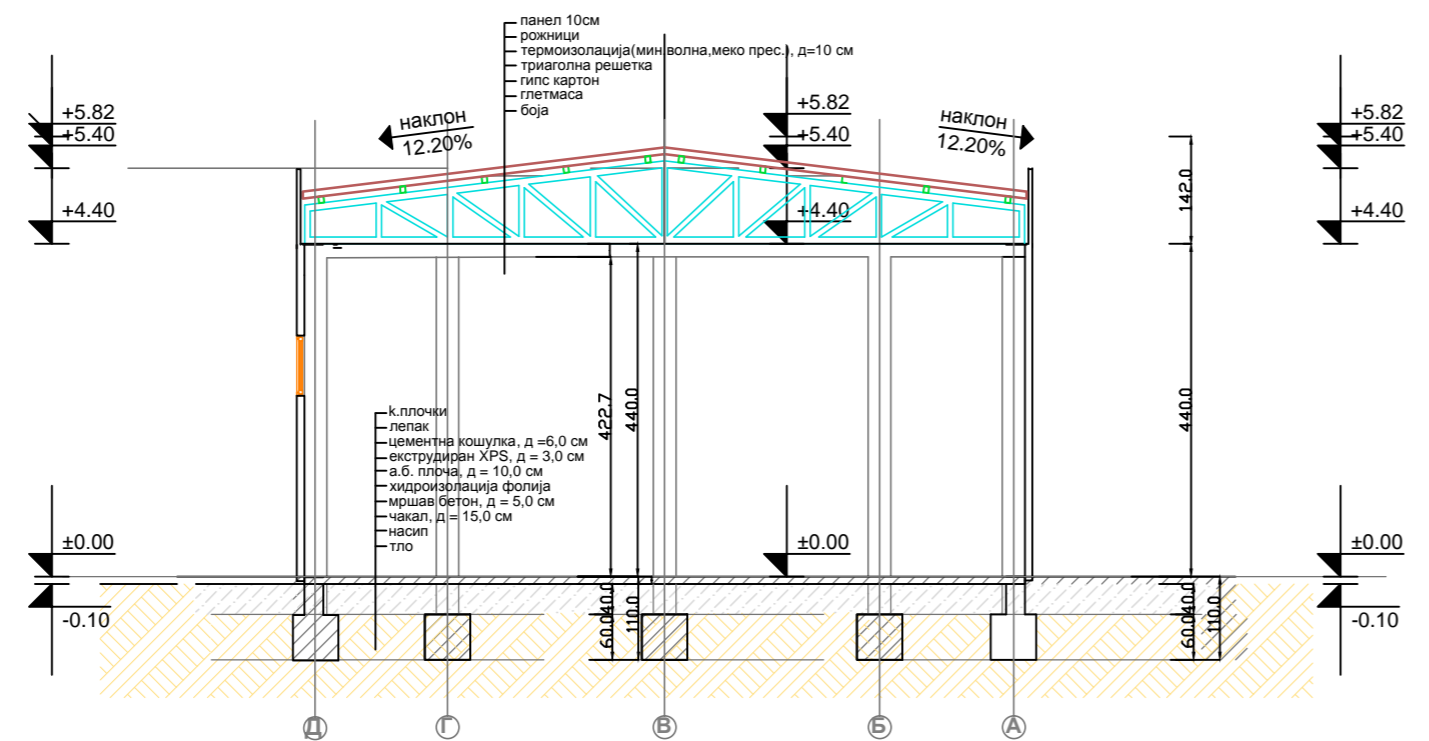 панел 10см
рожници
термоизолација(мин.волна,меко прес.), д=10 см
триаголна решетка
гипс картон
глетмаса
боја
+5.82
+5.40
+4.40
±0.00
-0.10
наклон
12.20%
+5.82
+5.40
+4.40
±0.00
наклон
12.20%
+5.82
+5.40
+4.40
±0.00
-0.10
142.0
440.0
422.7
440.0
к.плочки
лепак
цементна кошулка, д =6,0 см
екструдиран XPS, д = 3,0 см
а.б. плоча, д = 10,0 см
хидроизолација фолија
мршав бетон, д = 5,0 см
чакал, д = 15,0 см
насип
тло
60.0
40.0
110.0
60.0
40.0
110.0
Д
Г
В
Б
А